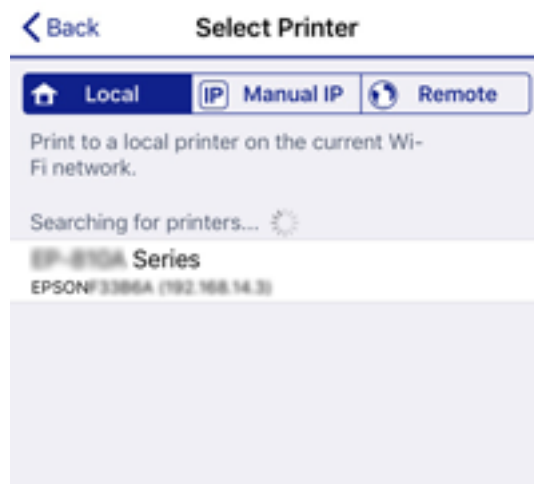 Back
Select Printer
Local
IP Manual IP
Remote
Print to a local printer on the current Wi-
Fi network.
Searching for printers...
Series
EPSON